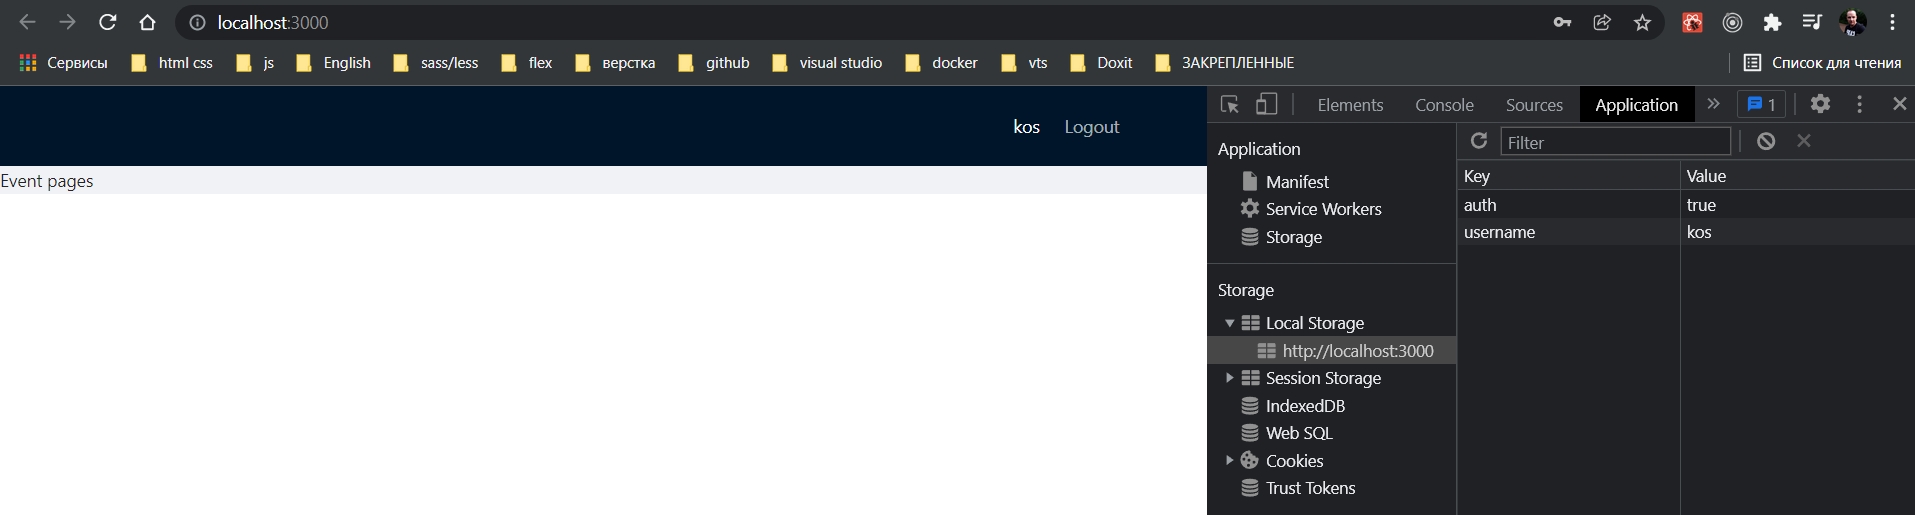 localhost:3000
Сервисы html css js English sass/less flex верстка github visual studio docker vts Doxit ЗАКРЕПЛЕННЫЕ Список для чтения
kos Logout
Event pages
Elements Console Sources Application 1
Application
Manifest
Service Workers
Storage
Storage
Local Storage
http://localhost:3000
Session Storage
IndexedDB
Web SQL
Cookies
Trust Tokens
Filter
Key Value
auth true
username kos